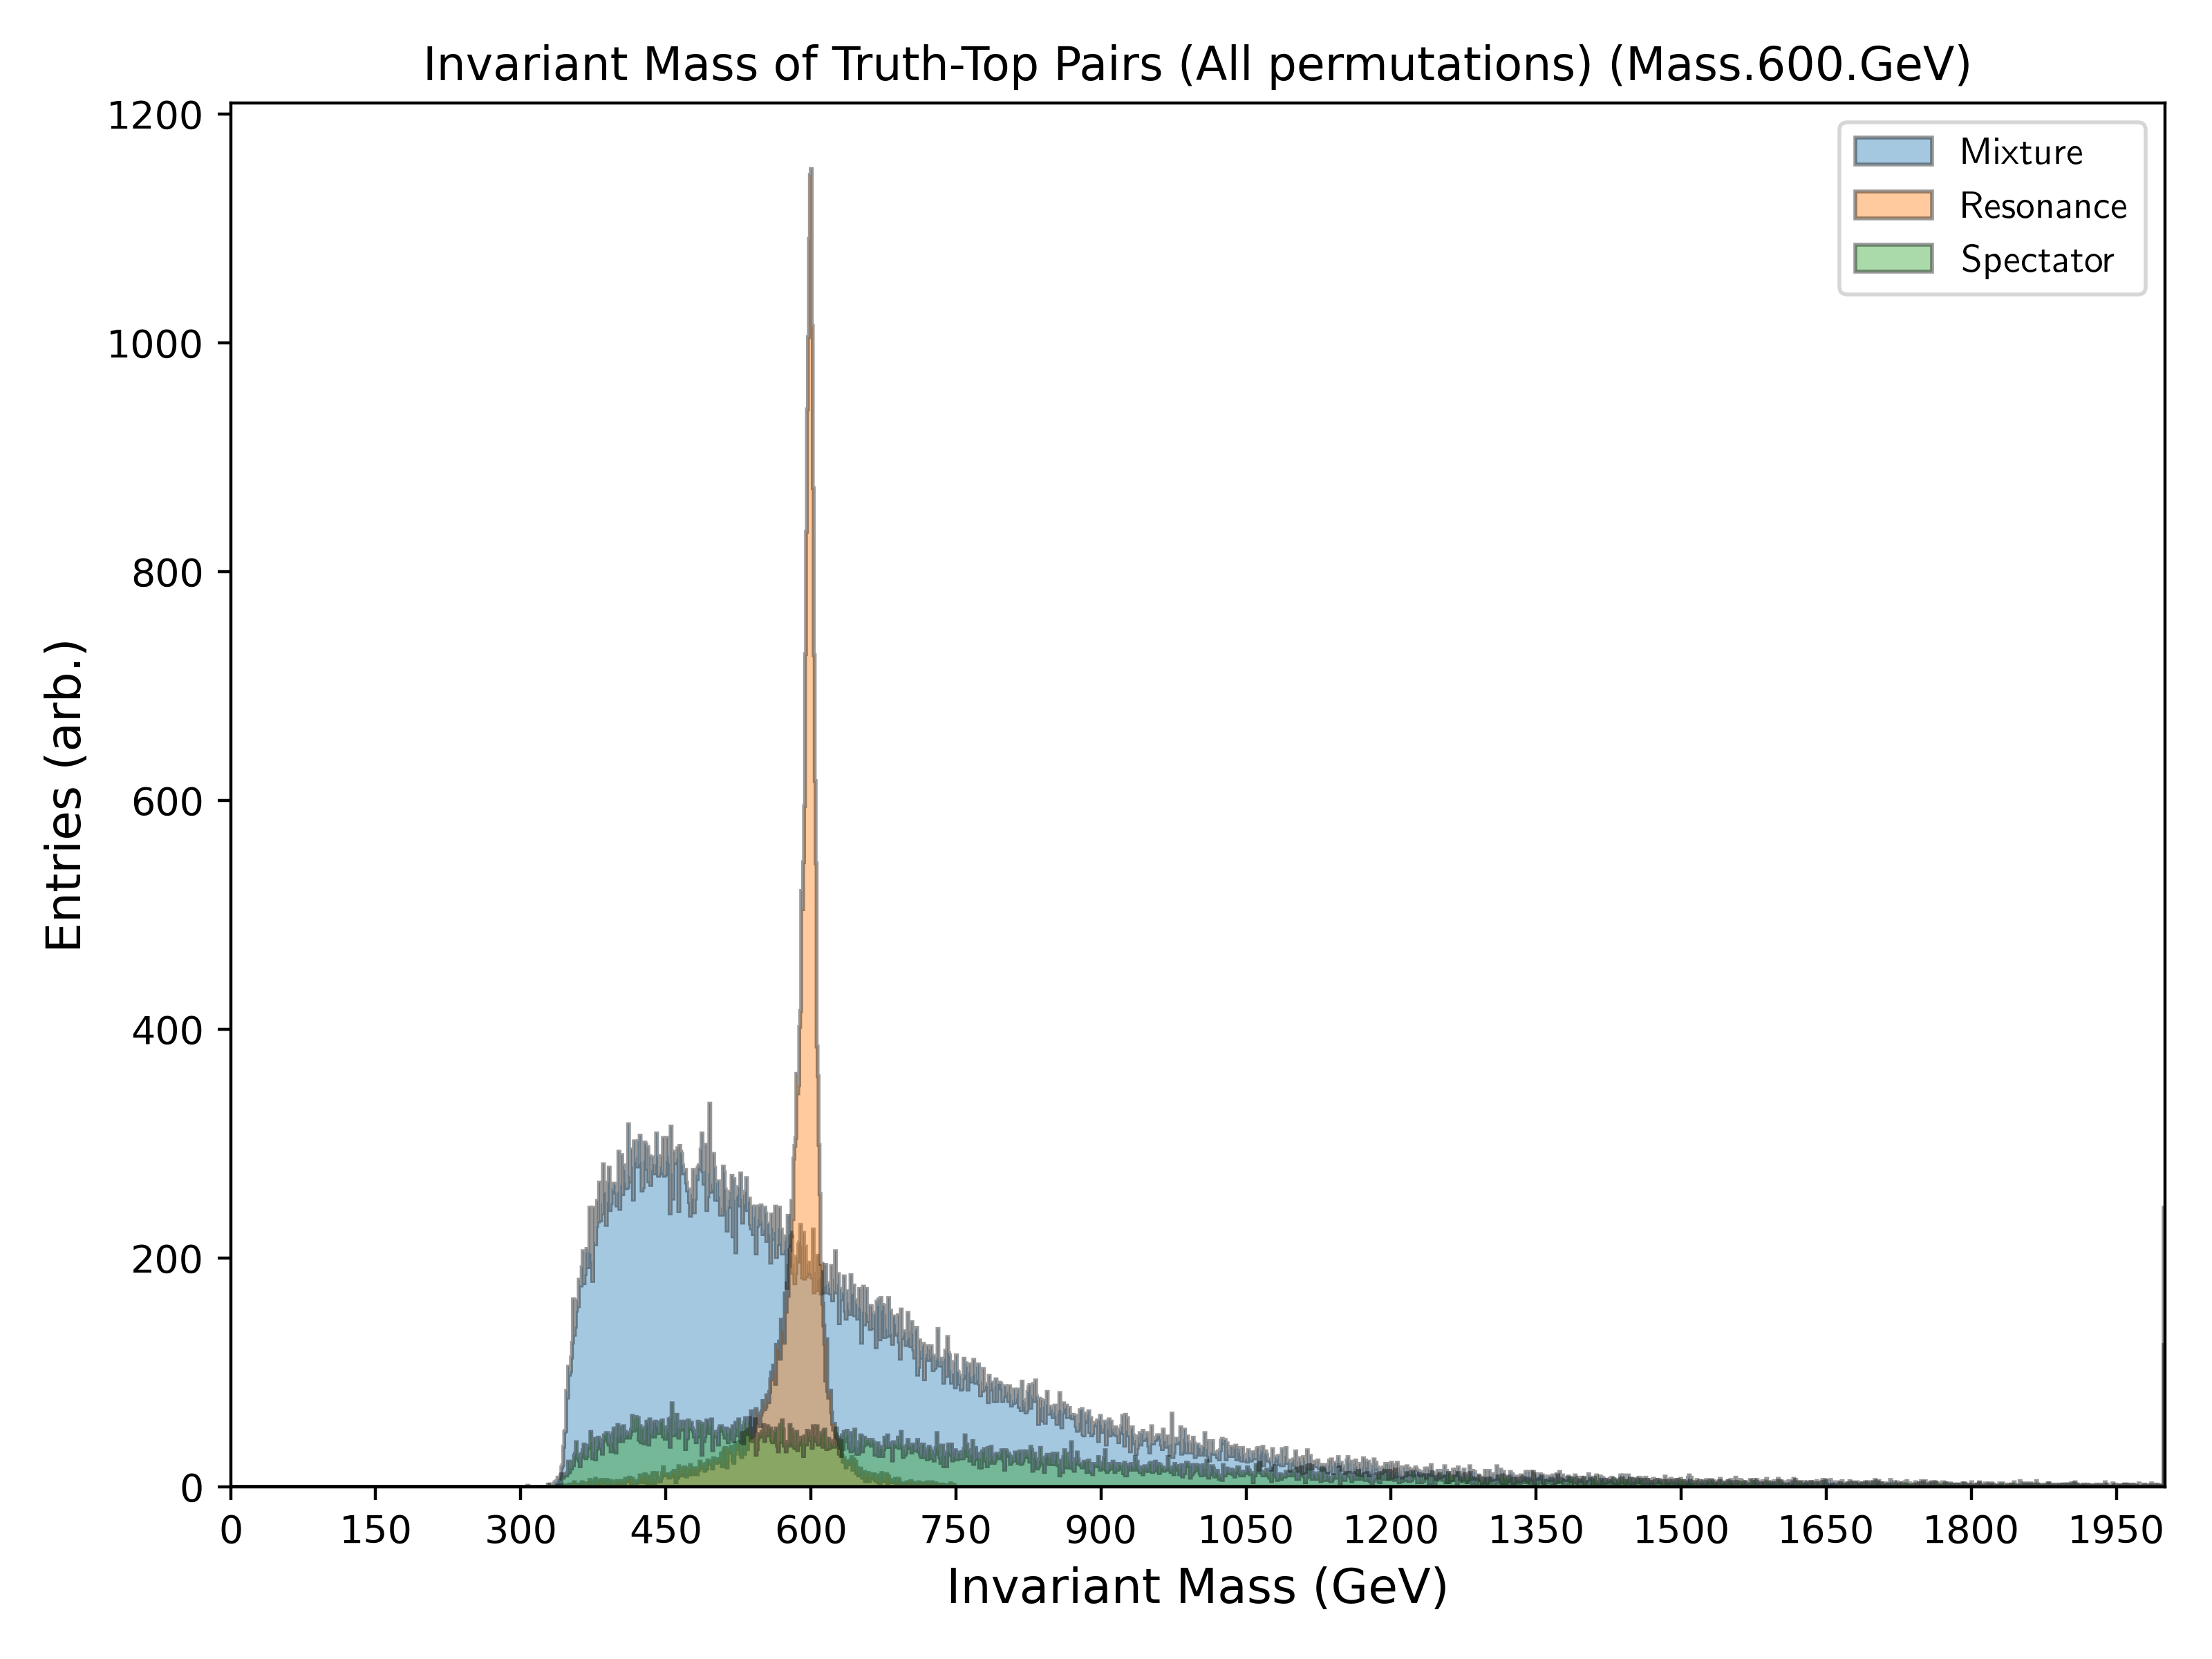 Invariant Mass of Truth-Top Pairs (All permutations) (Mass.600.GeV)
1200
1000
800
600
400
200
0
Entries (arb.)
Mixture
Resonance
Spectator
0 150 300 450 600 750 900 1050 1200 1350 1500 1650 1800 1950
Invariant Mass (GeV)